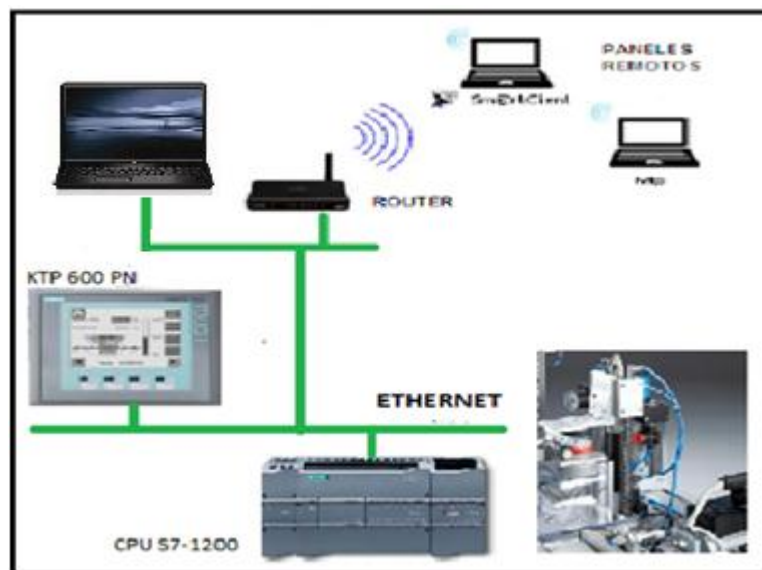 PANELES
REMOTOS
ROUTER
KTP 600 PN
ETHERNET
CPU S7-1200